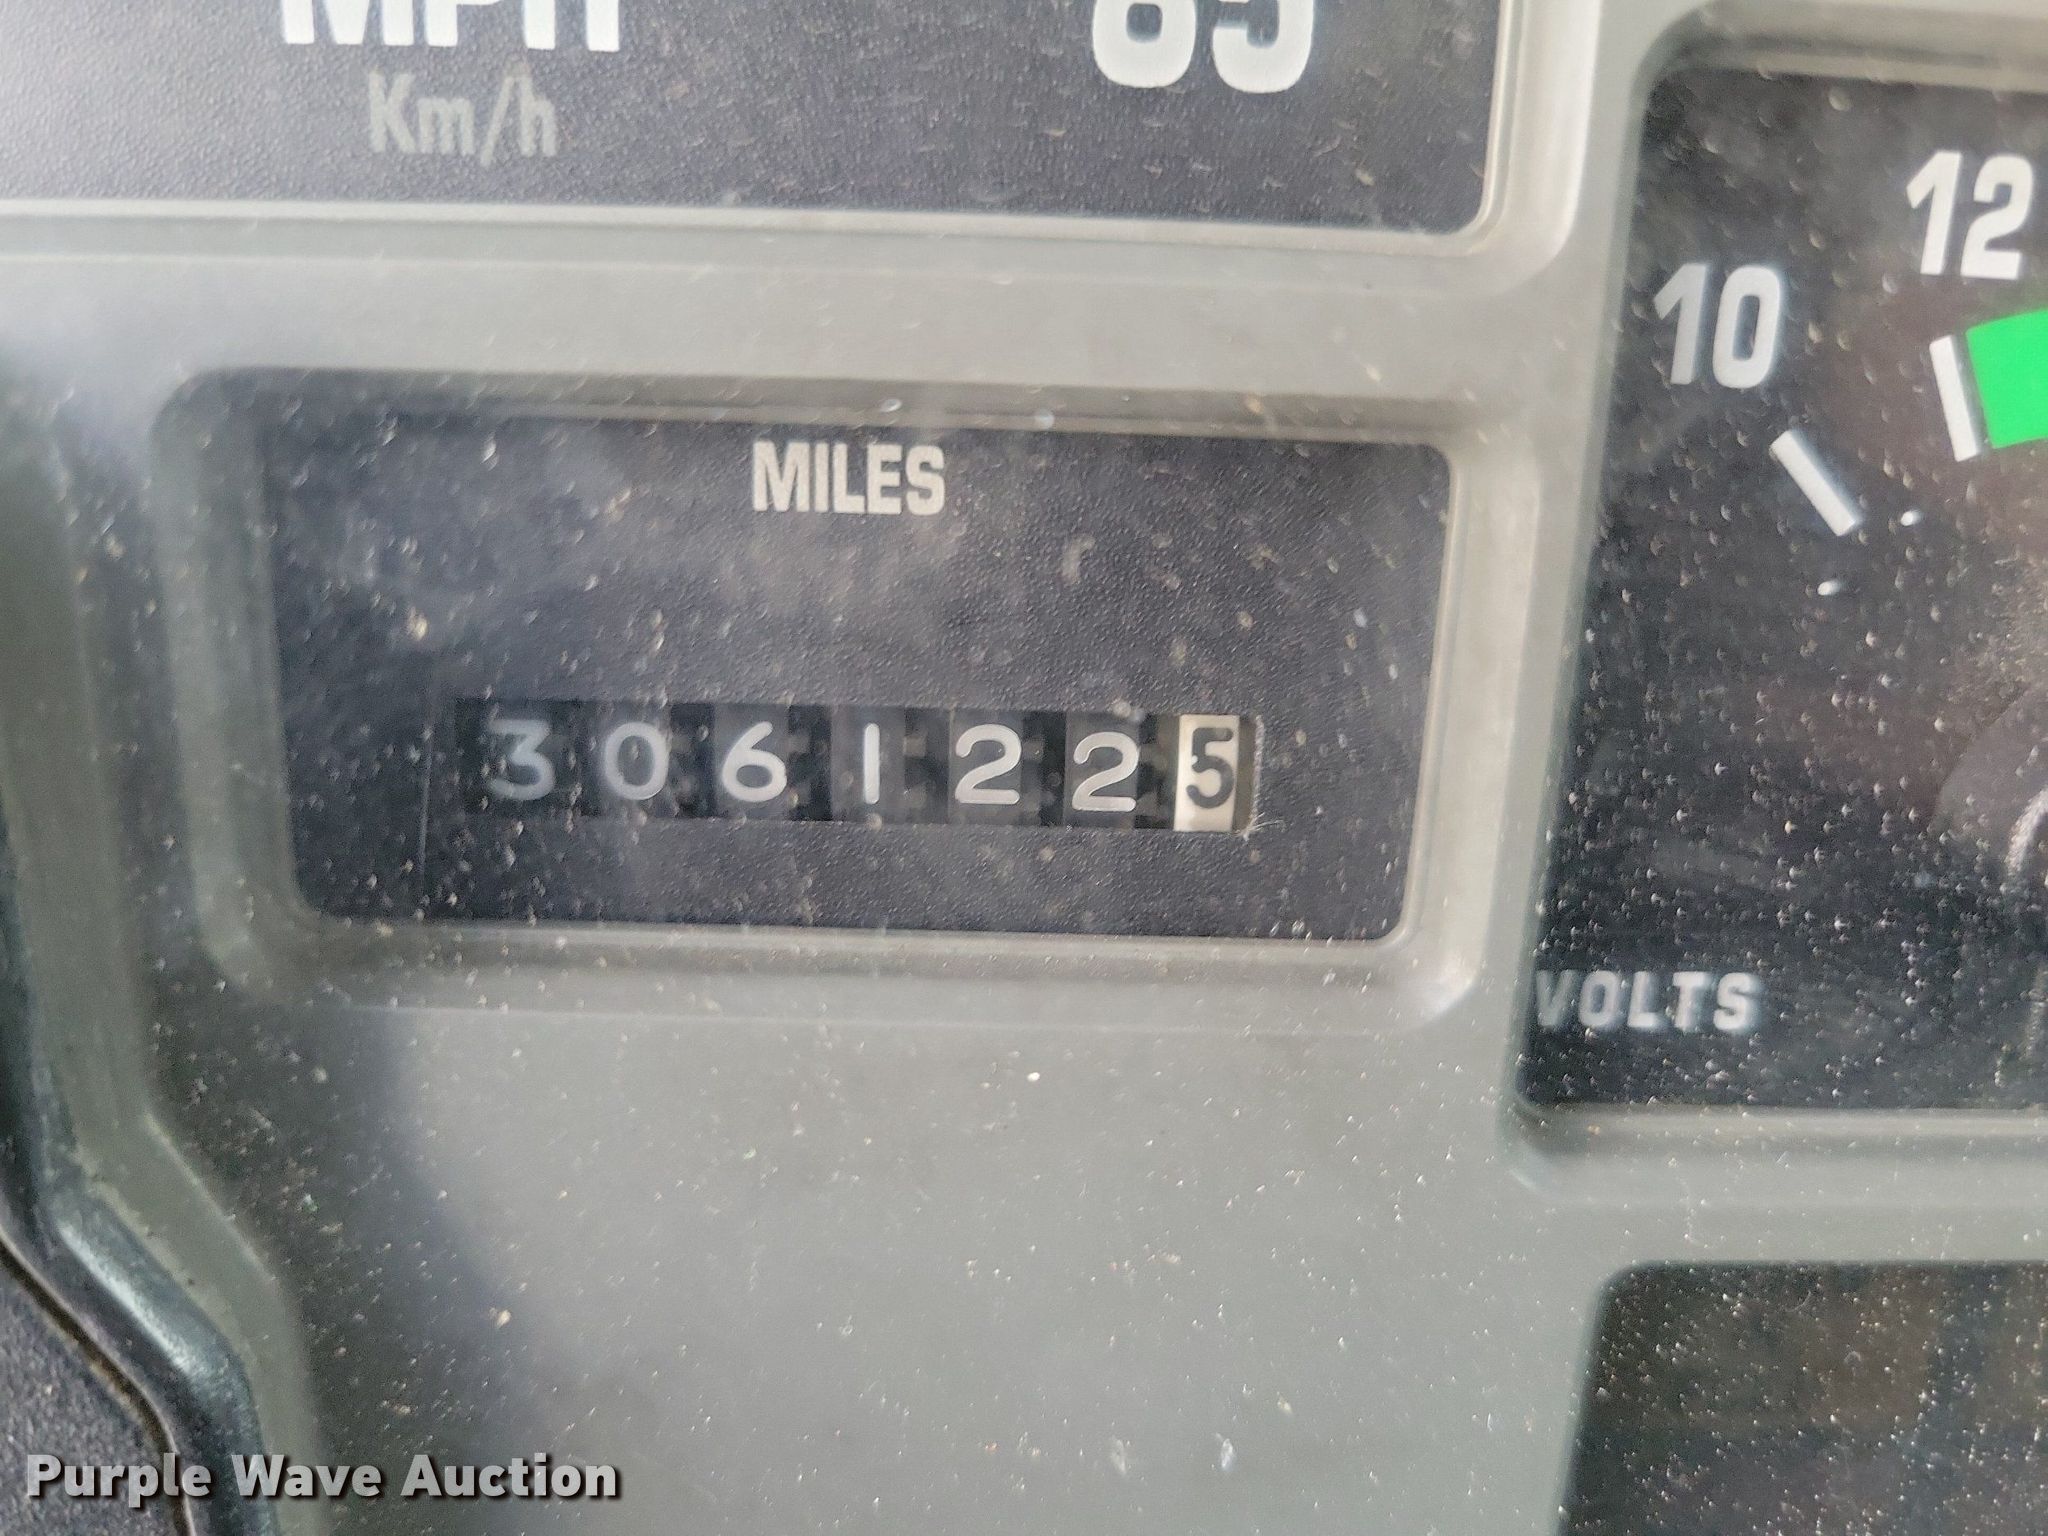 MPH
85
Km/h
12
10
MILES
3061225
VOLTS
Purple Wave Auction